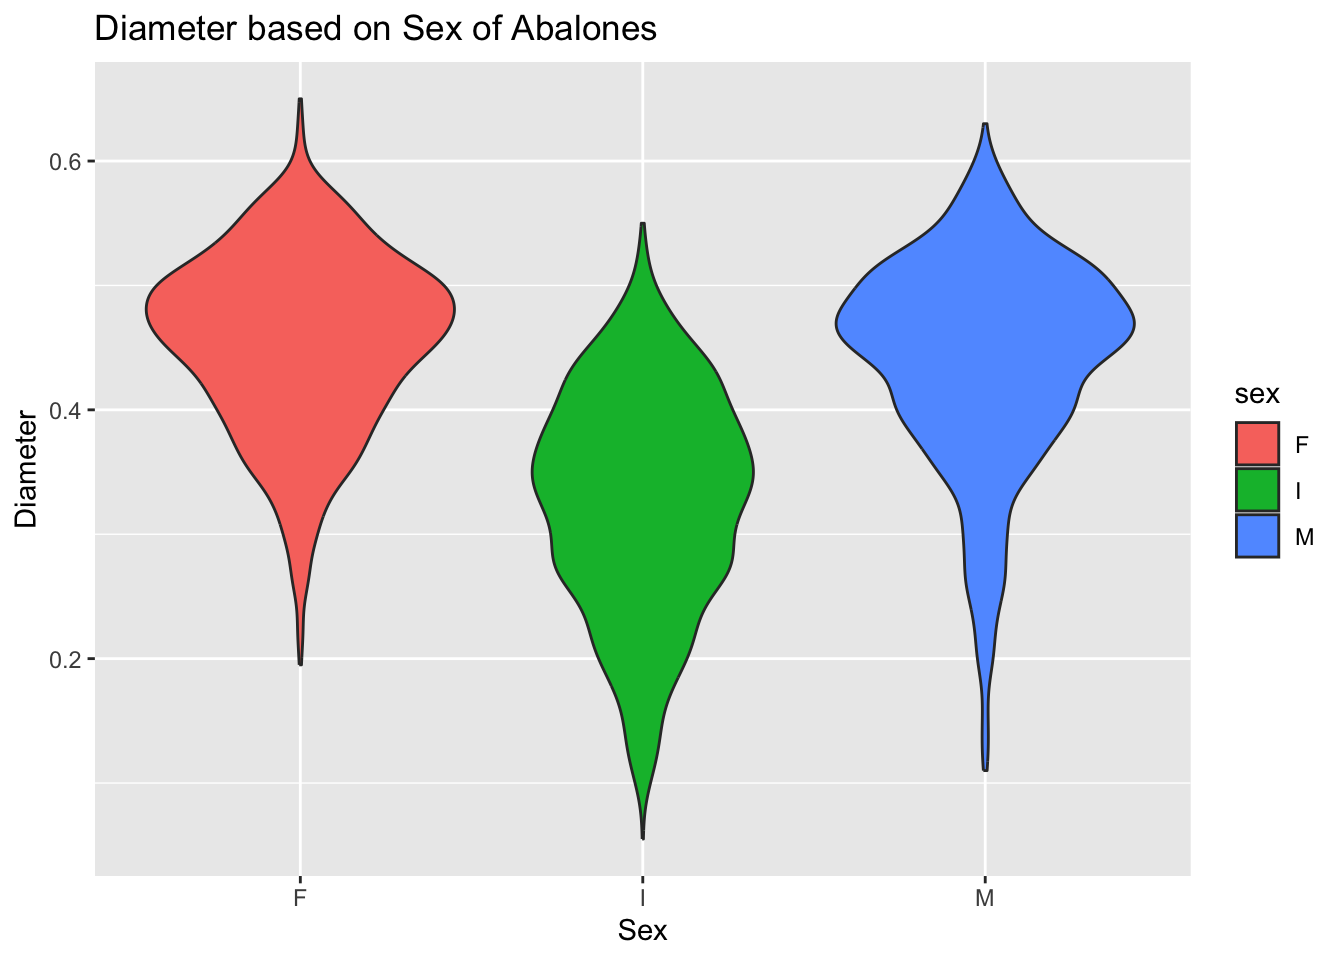 Diameter based on Sex of Abalones
0.6
0.4
0.2
Diameter
F
I
M
Sex
sex
F
I
M